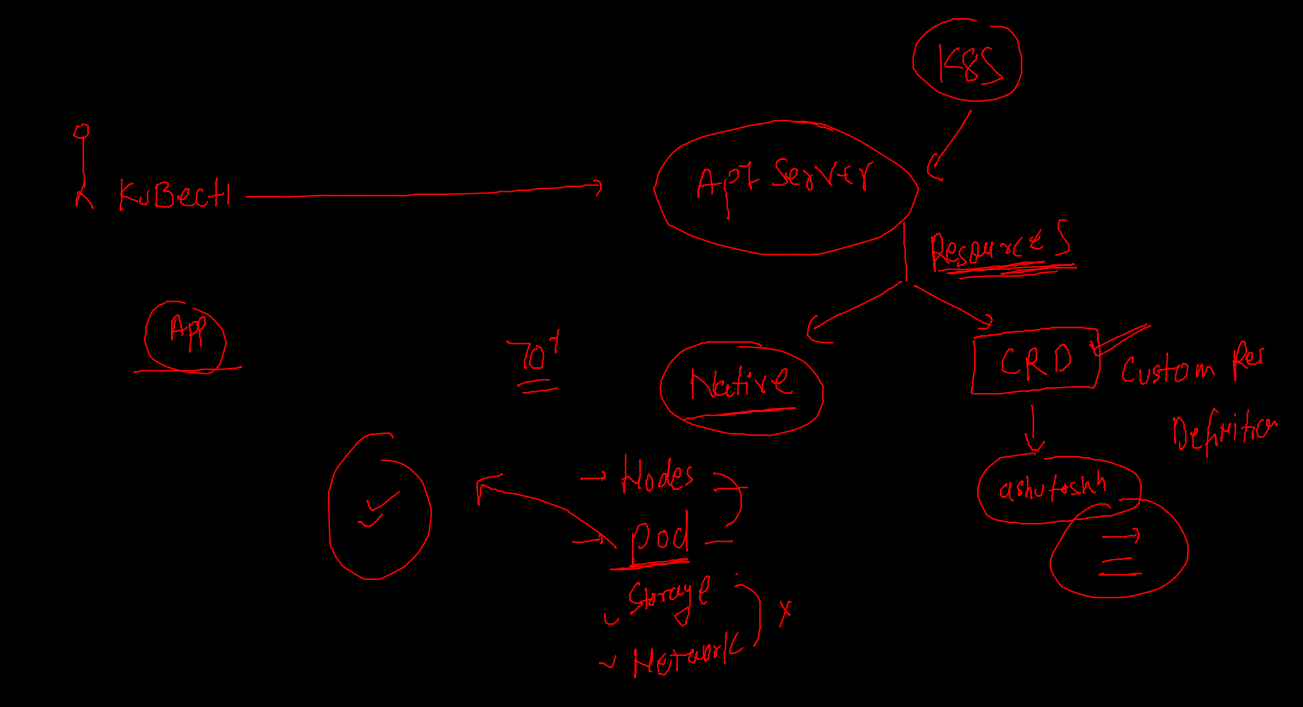 K8S
API Server
KuBectl
Resources
App
70+
Native
CRD
Custom Res
Definition
Nodes
ashutoshh
Pod
Storage
Network